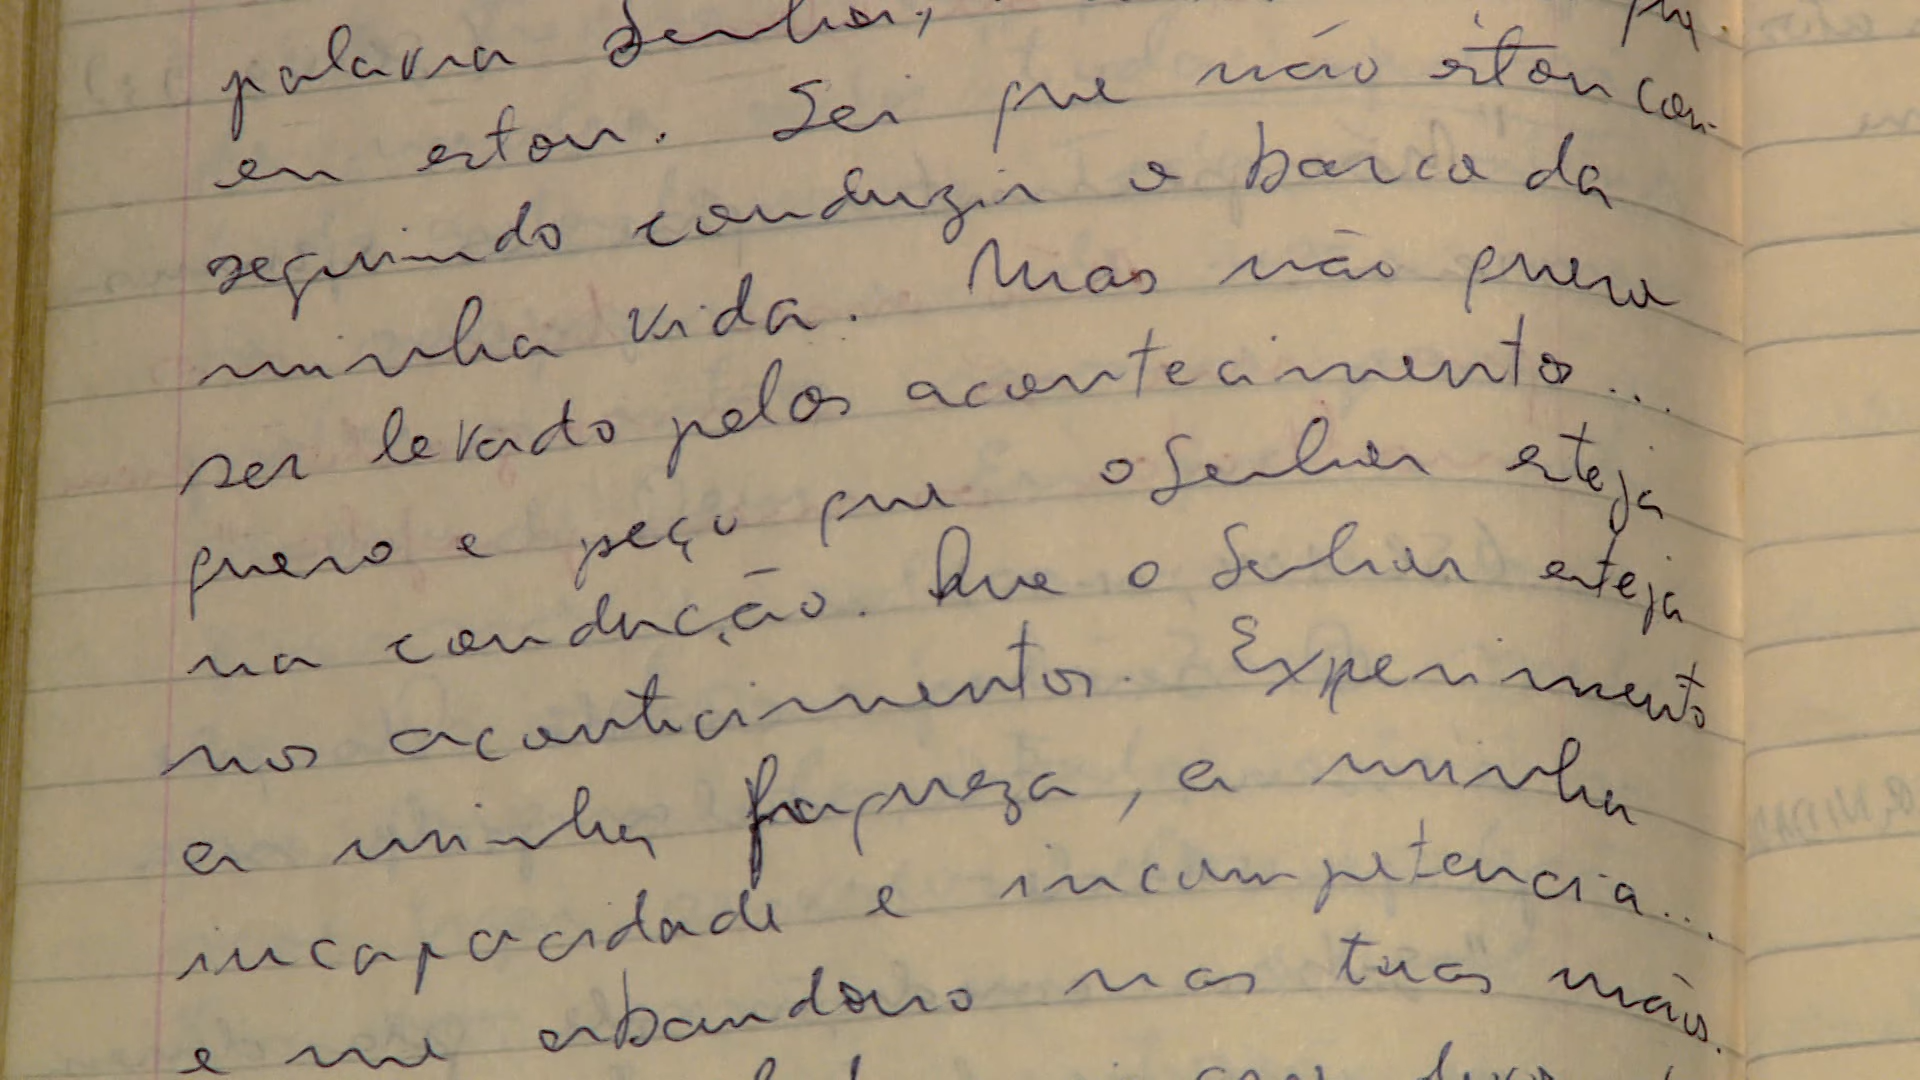 palavra Senhor,
eu estou. Sei que não estou con-
seguindo conduzir o barco da
minha vida. Mas não quero
ser levado pelos acontecimentos...
quero e peço que o Senhor esteja
na condução. Que o Senhor esteja
nos acontecimentos. Experimento
a minha fraqueza, a minha
incapacidade e incompetencia...
e me abandono nas tuas mãos.